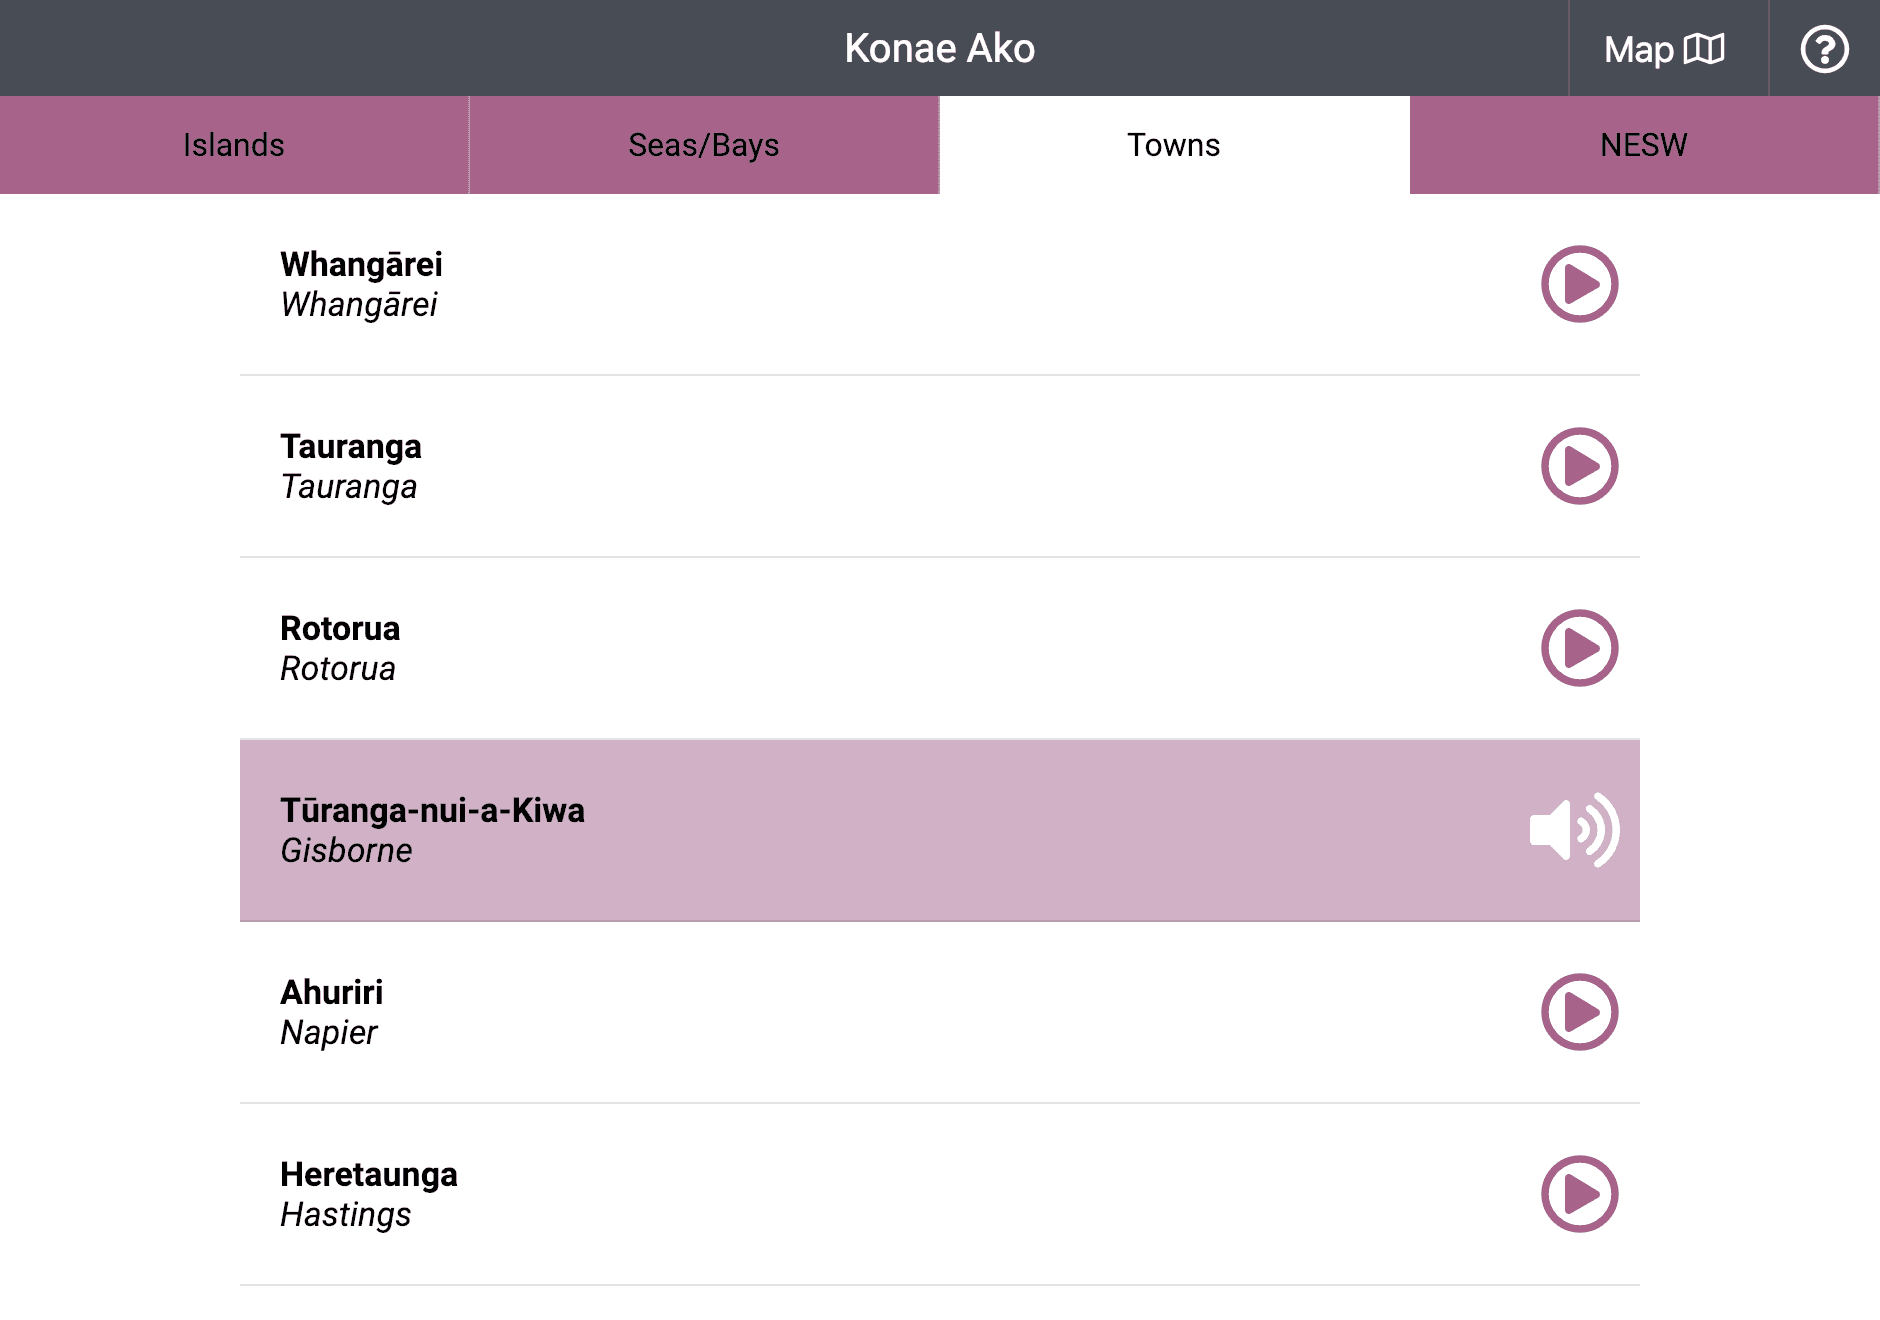 Konae Ako
Map
Islands
Seas/Bays
Towns
NESW
Whangārei
Whangārei
Tauranga
Tauranga
Rotorua
Rotorua
Tūranga-nui-a-Kiwa
Gisborne
Ahuriri
Napier
Heretaunga
Hastings